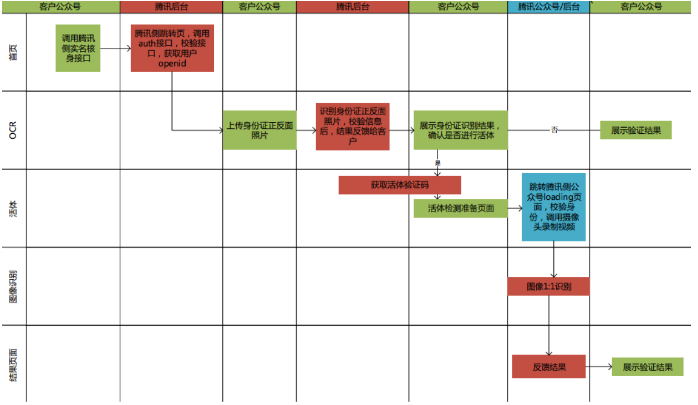 客户公众号
腾讯后台
客户公众号
腾讯后台
客户公众号
腾讯公众号/后台
客户公众号
首页
调用腾讯
侧实名核
身接口
腾讯侧跳转页，调用
auth接口，校验接
口，获取用户
openid
OCR
上传身份证正反面
照片
识别身份证正反面
照片，校验信息
后，结果反馈给客
户
展示身份证识别结果，
确认是否进行活体
否
展示验证结果
是
活体
获取活体验证码
活体检测准备页面
跳转腾讯侧公
众号loading页
面，校验身
份，调用摄像
头录制视频
图像识别
图像1:1识别
结果页面
反馈结果
展示验证结果